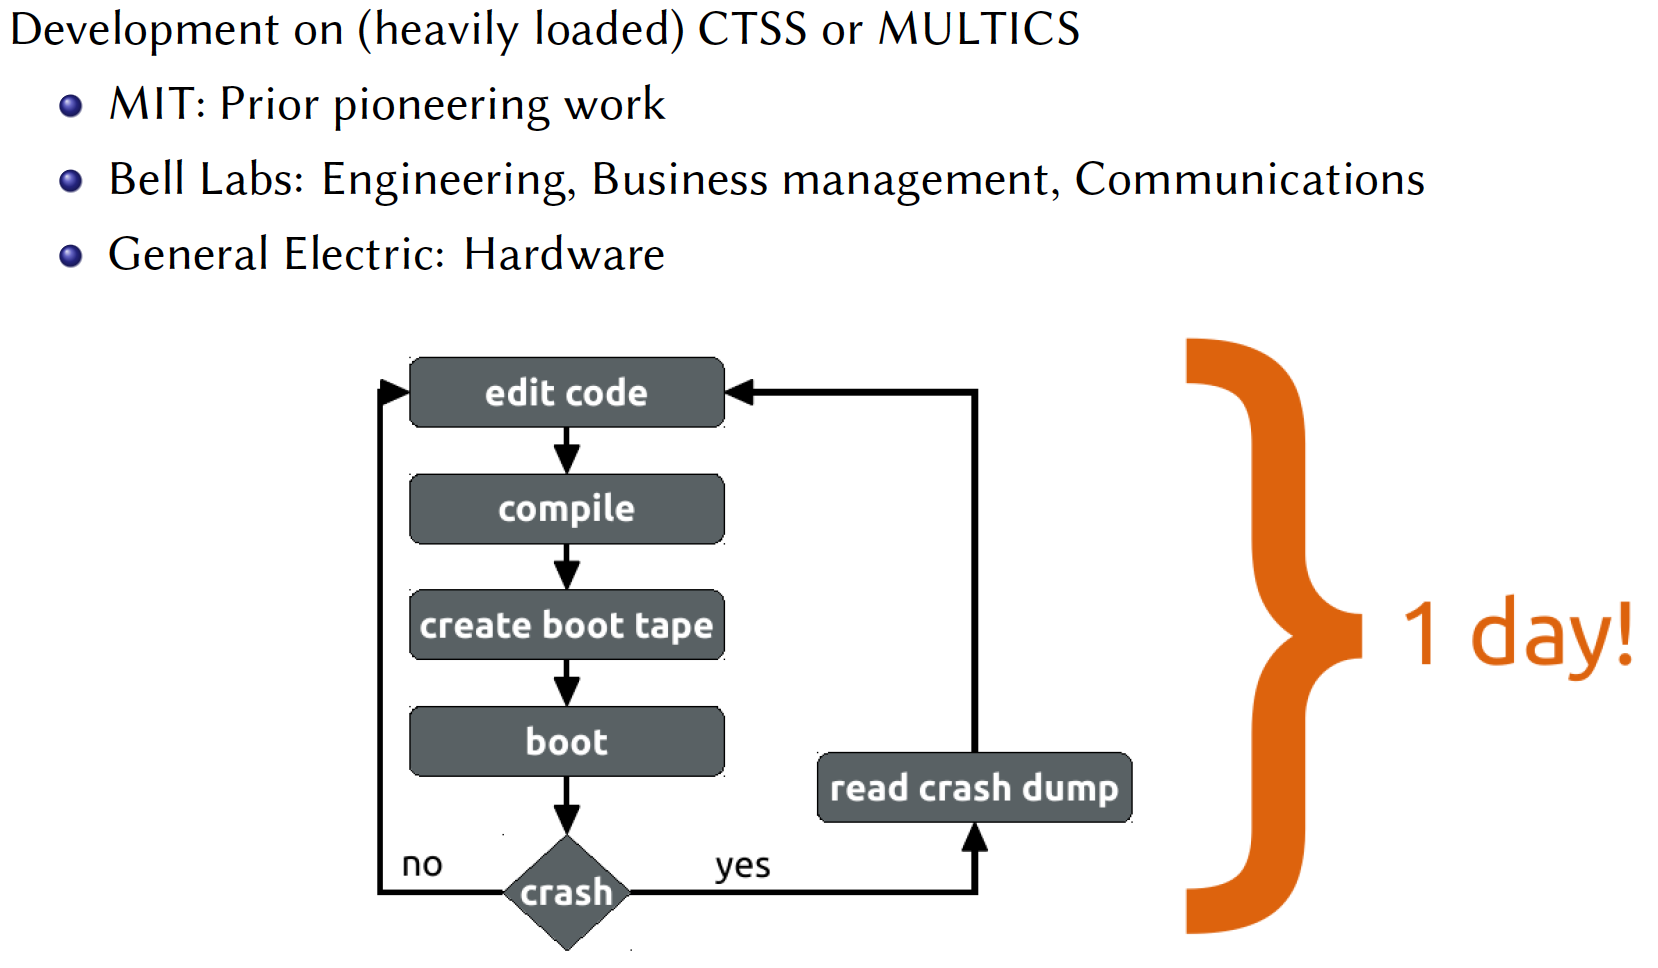 Development on (heavily loaded) CTSS or MULTICS
MIT: Prior pioneering work
Bell Labs: Engineering, Business management, Communications
General Electric: Hardware
edit code
compile
create boot tape
boot
read crash dump
no
yes
crash
1 day!